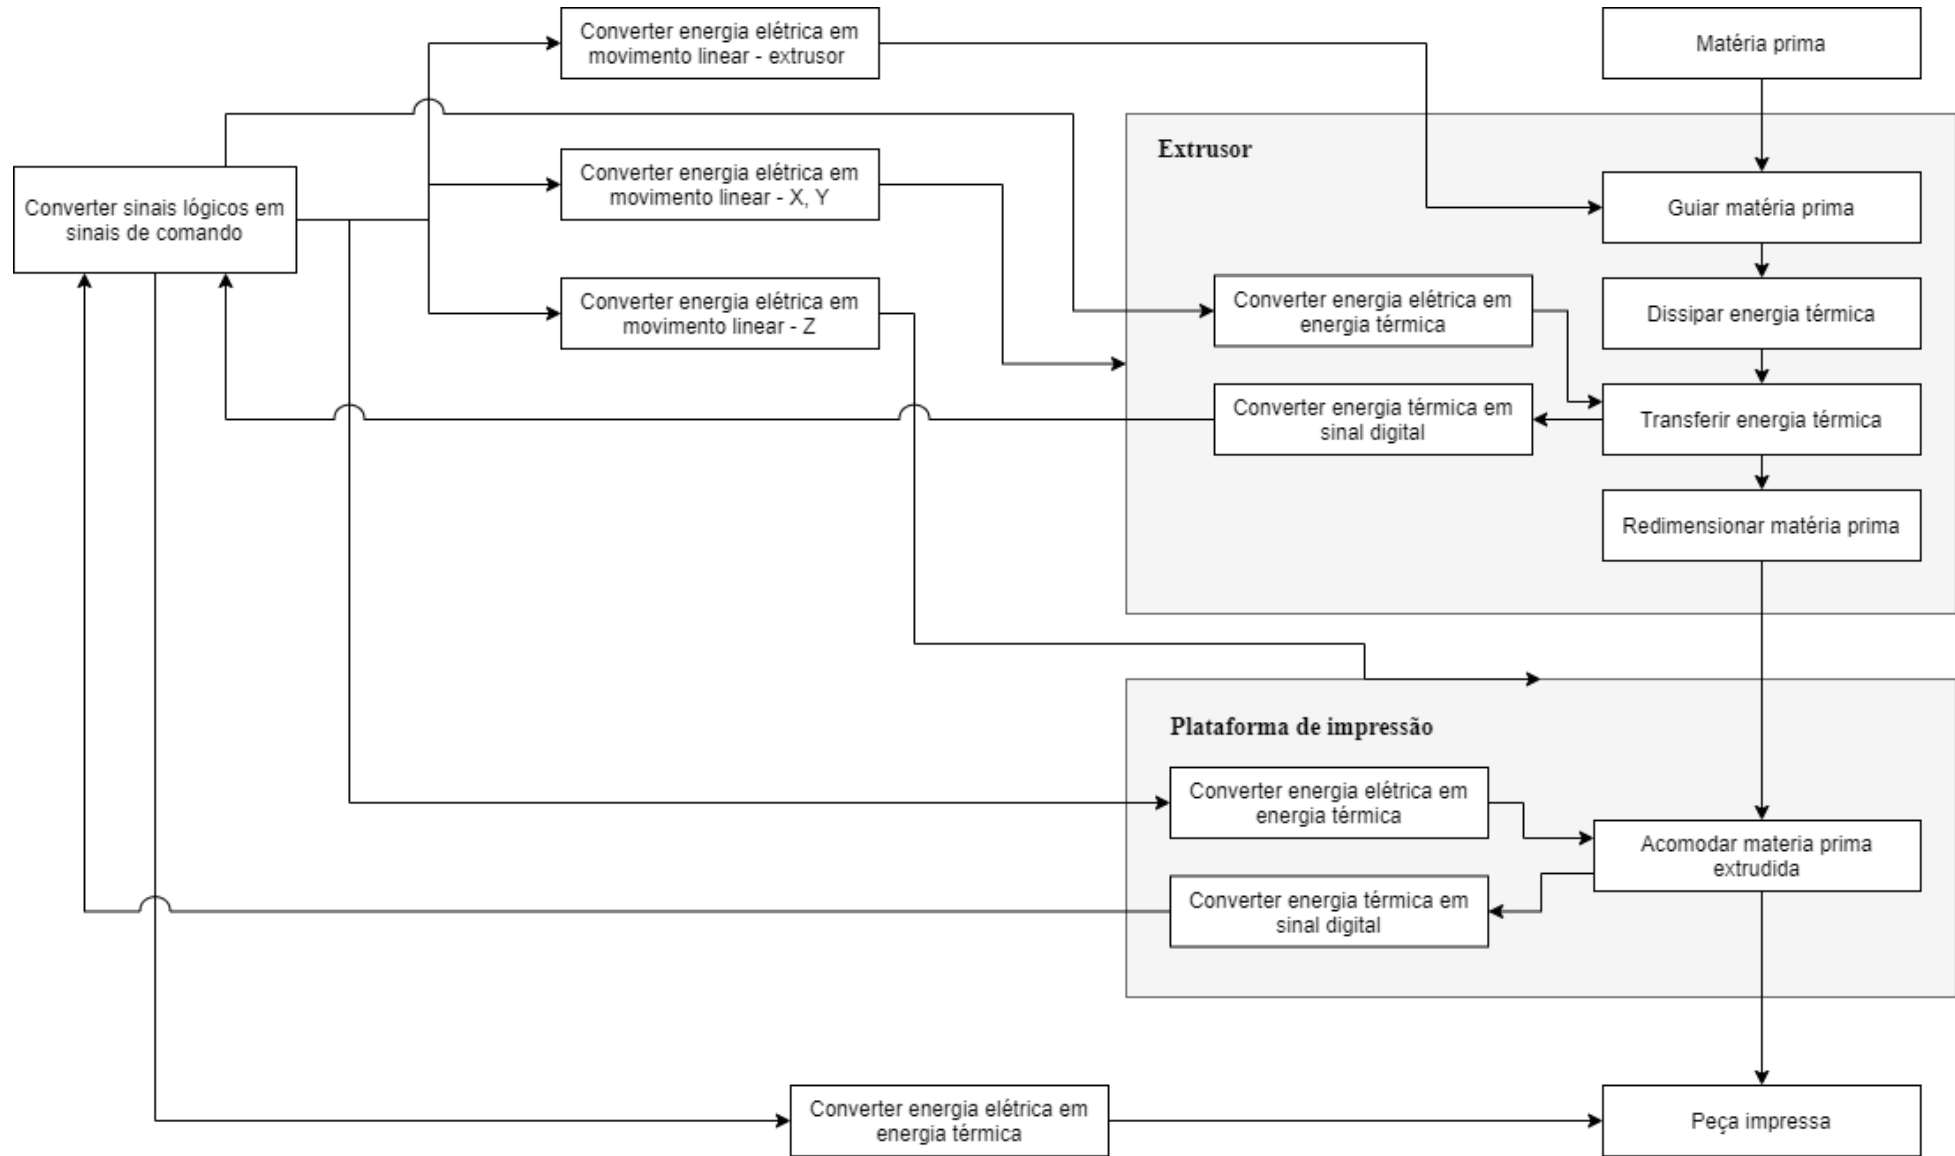 Converter energia elétrica em
movimento linear - extrusor
Matéria prima
Extrusor
Converter energia elétrica em
movimento linear - X, Y
Converter sinais lógicos em
sinais de comando
Guiar matéria prima
Converter energia elétrica em
movimento linear - Z
Converter energia elétrica em
energia térmica
Dissipar energia térmica
Converter energia térmica em
sinal digital
Transferir energia térmica
Redimensionar matéria prima
Plataforma de impressão
Converter energia elétrica em
energia térmica
Acomodar materia prima
extrudida
Converter energia térmica em
sinal digital
Converter energia elétrica em
energia térmica
Peça impressa